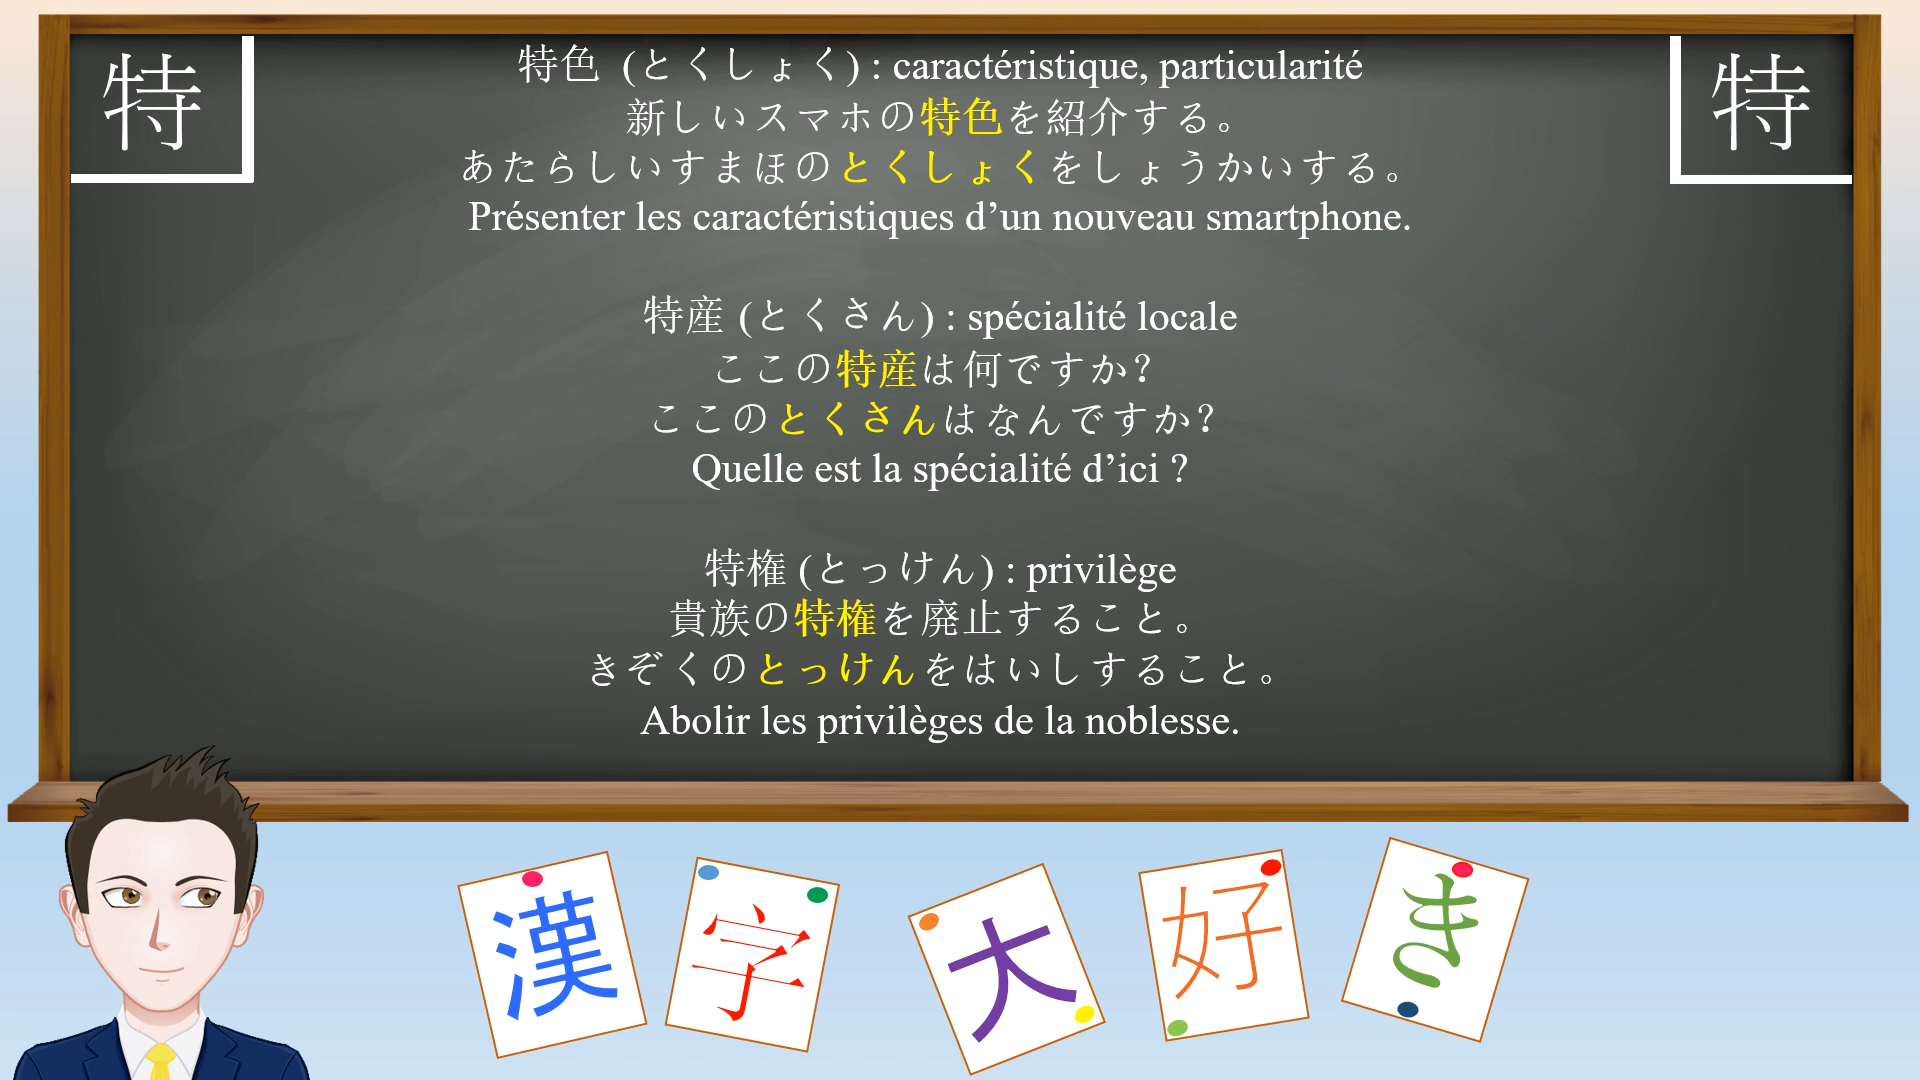 特
特
特色 (とくしょく) : caractéristique, particularité
新しいスマホの特色を紹介する。
あたらしいすまほのとくしょくをしょうかいする。
Présenter les caractéristiques d’un nouveau smartphone.
特産 (とくさん) : spécialité locale
ここの特産は何ですか?
ここのとくさんはなんですか?
Quelle est la spécialité d’ici ?
特権 (とっけん) : privilège
貴族の特権を廃止すること。
きぞくのとっけんをはいしすること。
Abolir les privilèges de la noblesse.
漢字大好き